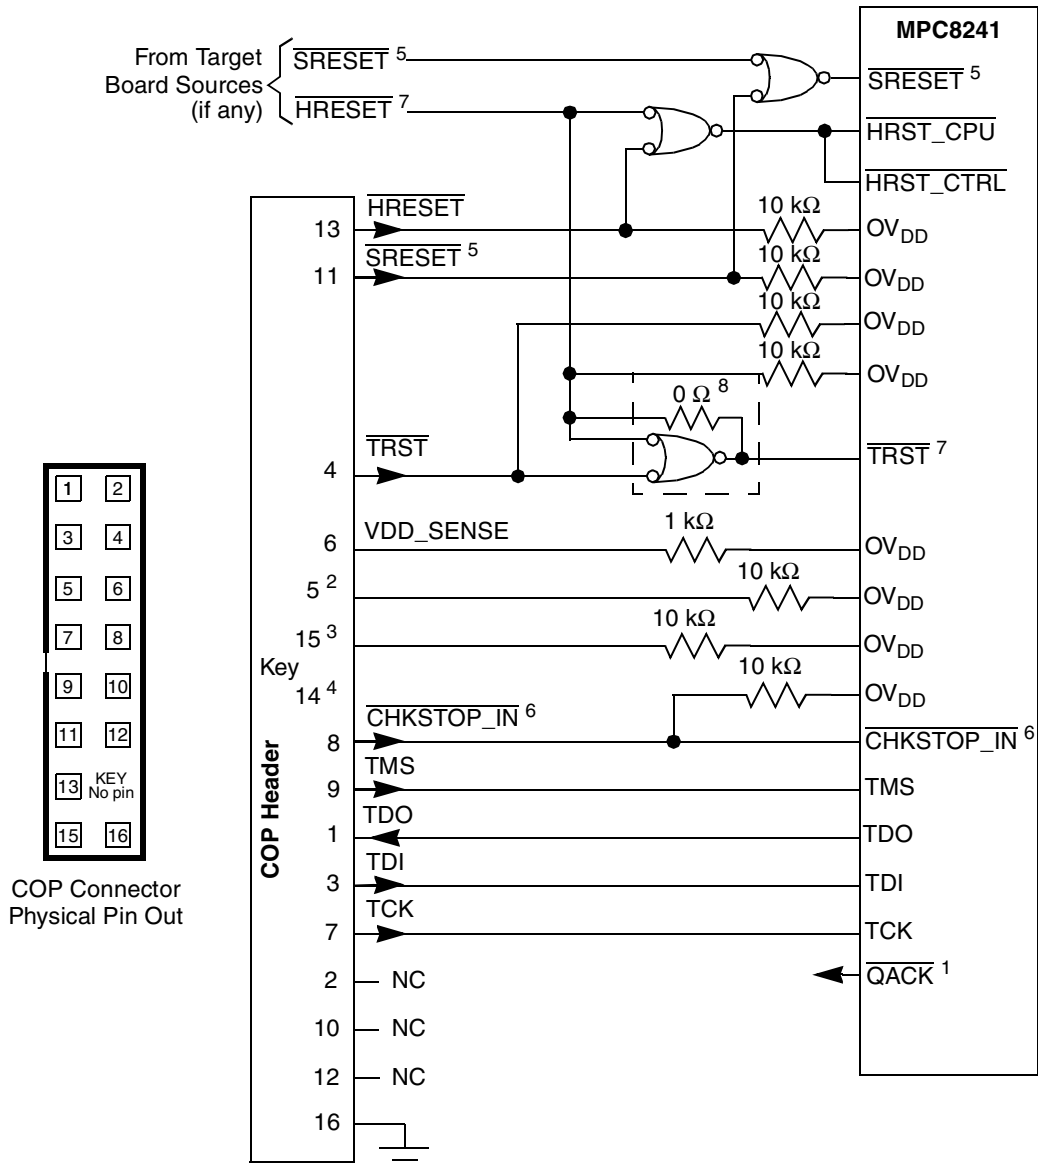 MPC8241
From Target
Board Sources
(if any)
SRESET 5
HRESET 7
SRESET 5
HRST_CPU
HRST_CTRL
13 HRESET 10 kΩ OVDD
11 SRESET 5 10 kΩ OVDD
10 kΩ OVDD
10 kΩ OVDD
0 Ω 8
4 TRST TRST 7
6 VDD_SENSE 1 kΩ OVDD
5 2 10 kΩ OVDD
15 3 10 kΩ OVDD
Key
14 4 10 kΩ OVDD
8 CHKSTOP_IN 6 CHKSTOP_IN 6
9 TMS TMS
1 TDO TDO
3 TDI TDI
7 TCK TCK
QACK 1
2 NC
10 NC
12 NC
16
COP Header
1 2
3 4
5 6
7 8
9 10
11 12
13 KEY
No pin
15 16
COP Connector
Physical Pin Out